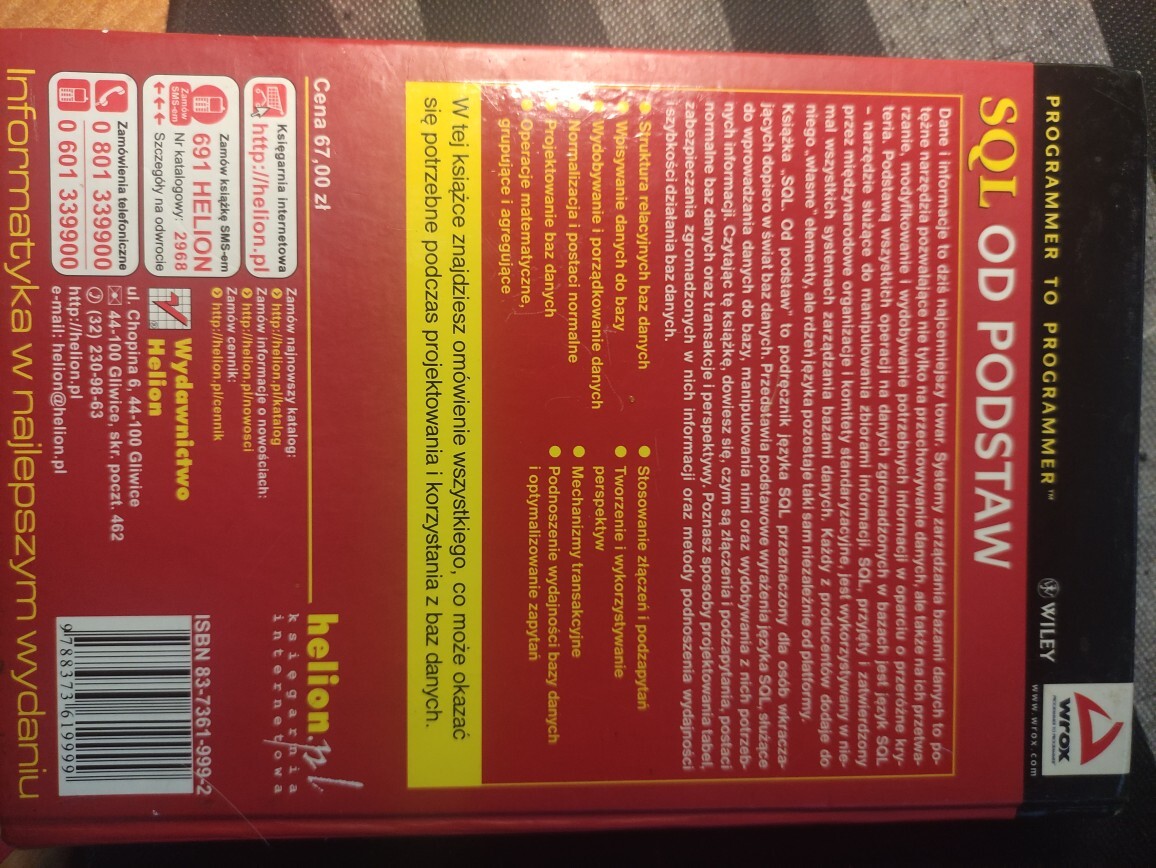 PROGRAMMER TO PROGRAMMER™
WILEY
wrox
PROGRAMMER TO PROGRAMMER
www.wrox.com
SQL OD PODSTAW
Dane i informacje to dziś najcenniejszy towar. Systemy zarządzania bazami danych to po-
tężne narzędzia pozwalające nie tylko na przechowywanie danych, ale także na ich przetwa-
rzanie, modyfikowanie i wydobywanie potrzebnych informacji w oparciu o przeróżne kry-
teria. Podstawą wszystkich operacji na danych zgromadzonych w bazach jest język SQL
- narzędzie służące do manipulowania zbiorami informacji. SQL, przyjęty i zatwierdzony
przez międzynarodowe organizacje i komitety standaryzacyjne, jest wykorzystywany w nie-
mal wszystkich systemach zarządzania bazami danych. Każdy z producentów dodaje do
niego „własne" elementy, ale rdzeń języka pozostaje taki sam niezależnie od platformy.
Książka „SQL. Od podstaw" to podręcznik języka SQL przeznaczony dla osób wkracza-
jących dopiero w świat baz danych. Przedstawia podstawowe wyrażenia języka SQL, służące
do wprowadzania danych do bazy, manipulowania nimi oraz wydobywania z nich potrzeb-
nych informacji. Czytając tę książkę, dowiesz się, czym są złączenia i podzapytania, postaci
normalne baz danych oraz transakcje i perspektywy. Poznasz sposoby projektowania tabel,
zabezpieczania zgromadzonych w nich informacji oraz metody podnoszenia wydajności
i szybkości działania baz danych.
● Struktura relacyjnych baz danych
● Wpisywanie danych do bazy
● Wydobywanie i porządkowanie danych
● Normalizacja i postaci normalne
● Projektowanie baz danych
● Operacje matematyczne,
grupujące i agregujące
● Stosowanie złączeń i podzapytań
● Tworzenie i wykorzystywanie
perspektyw
● Mechanizmy transakcyjne
● Podnoszenie wydajności bazy danych
i optymalizowanie zapytań
W tej książce znajdziesz omówienie wszystkiego, co może okazać
się potrzebne podczas projektowania i korzystania z baz danych.
Cena 67,00 zł
helion.pl
księgarnia
internetowa
Księgarnia internetowa
http://helion.pl
Zamów książkę SMS-em
Zamów
SMS-em
691 HELION
Nr katalogowy: 2968
Szczegóły na odwrocie
Zamówienia telefoniczne
0 801 339900
0 601 339900
Zamów najnowszy katalog:
http://helion.pl/katalog
Zamów informacje o nowościach:
http://helion.pl/nowosci
Zamów cennik:
http://helion.pl/cennik
Wydawnictwo
Helion
ul. Chopina 6, 44-100 Gliwice
44-100 Gliwice, skr. poczt. 462
(32) 230-98-63
http://helion.pl
e-mail: helion@helion.pl
ISBN 83-7361-999-2
9788373619999
Informatyka w najlepszym wydaniu